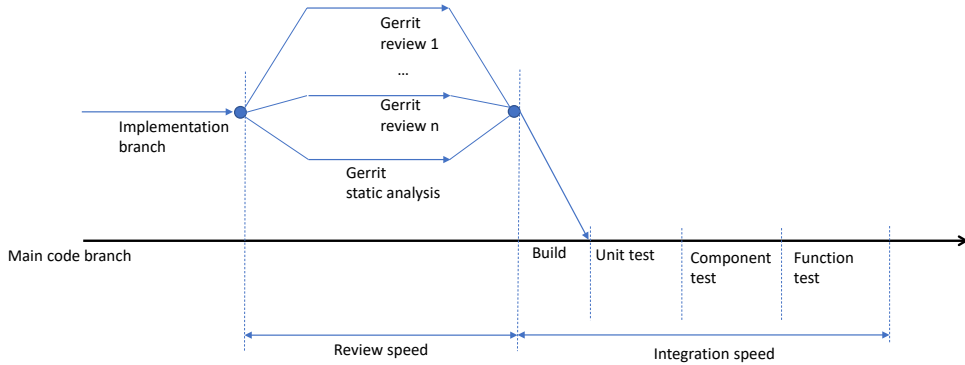 Gerrit
review 1
...
Gerrit
review n
Implementation
branch
Gerrit
static analysis
Main code branch
Build
Unit test
Component
test
Function
test
Review speed
Integration speed